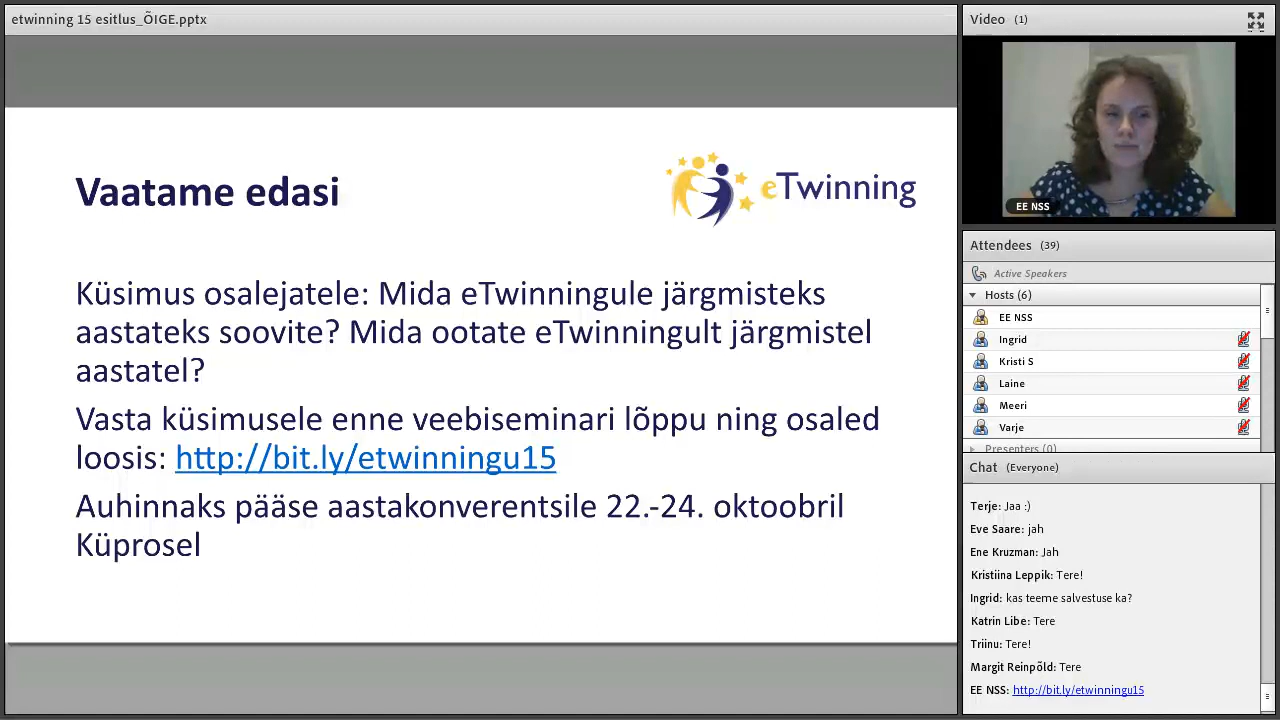 etwinning 15 esitlus_ÕIGE.pptx
Vaatame edasi
eTwinning
Küsimus osalejatele: Mida eTwinningule järgmisteks
aastateks soovite? Mida ootate eTwinningult järgmistel
aastatel?
Vasta küsimusele enne veebiseminari lõppu ning osaled
loosis: http://bit.ly/etwinningu15
Auhinnaks pääse aastakonverentsile 22.-24. oktoobril
Küprosel
Video (1)
EE NSS
Attendees (39)
Active Speakers
Hosts (6)
EE NSS
Ingrid
Kristi S
Laine
Meeri
Varje
Presenters (0)
Chat (Everyone)
Terje: Jaa :)
Eve Saare: jah
Ene Kruzman: Jah
Kristiina Leppik: Tere!
Ingrid: kas teeme salvestuse ka?
Katrin Libe: Tere
Triinu: Tere!
Margit Reinpõld: Tere
EE NSS: http://bit.ly/etwinningu15